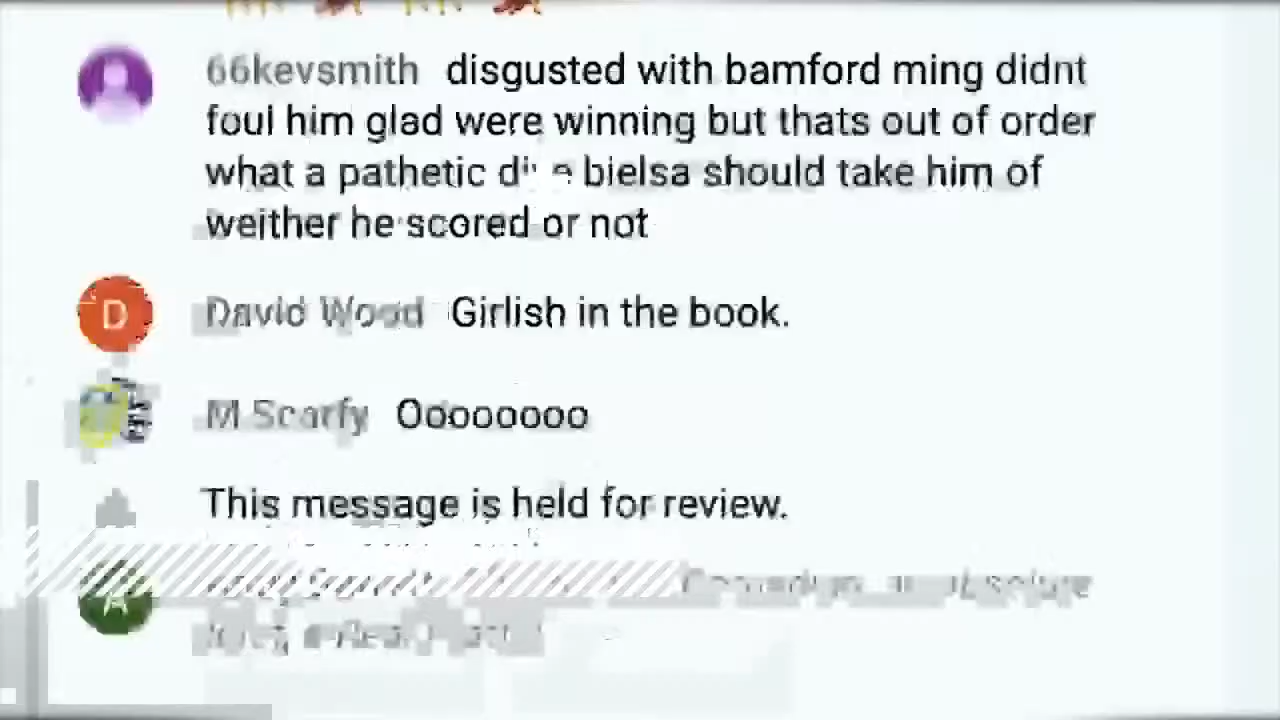 66kevsmith disgusted with bamford ming didnt
foul him glad were winning but thats out of order
what a pathetic bielsa should take him of
weither he scored or not
D David Wood Girlish in the book.
M Scarfy Oooooooo
This message is held for review.
A